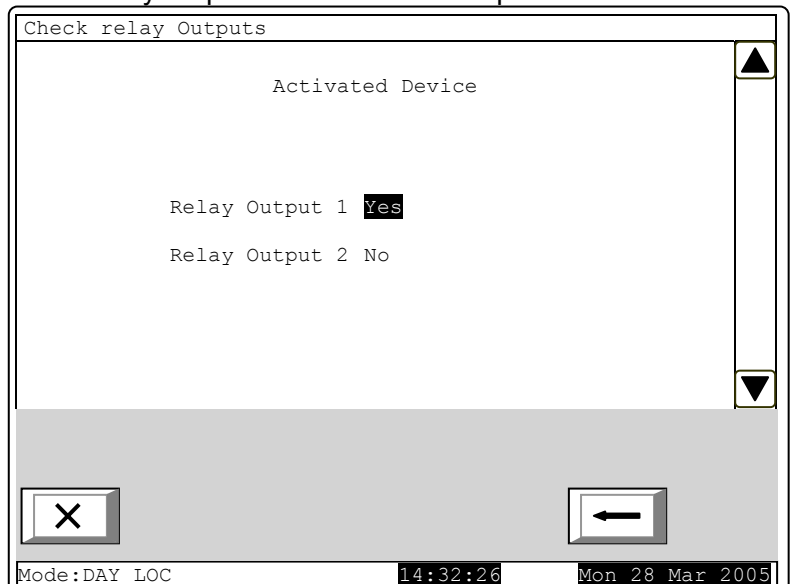 Check relay Outputs
Activated Device
Relay Output 1 Yes
Relay Output 2 No
Mode:DAY LOC 14:32:26 Mon 28 Mar 2005